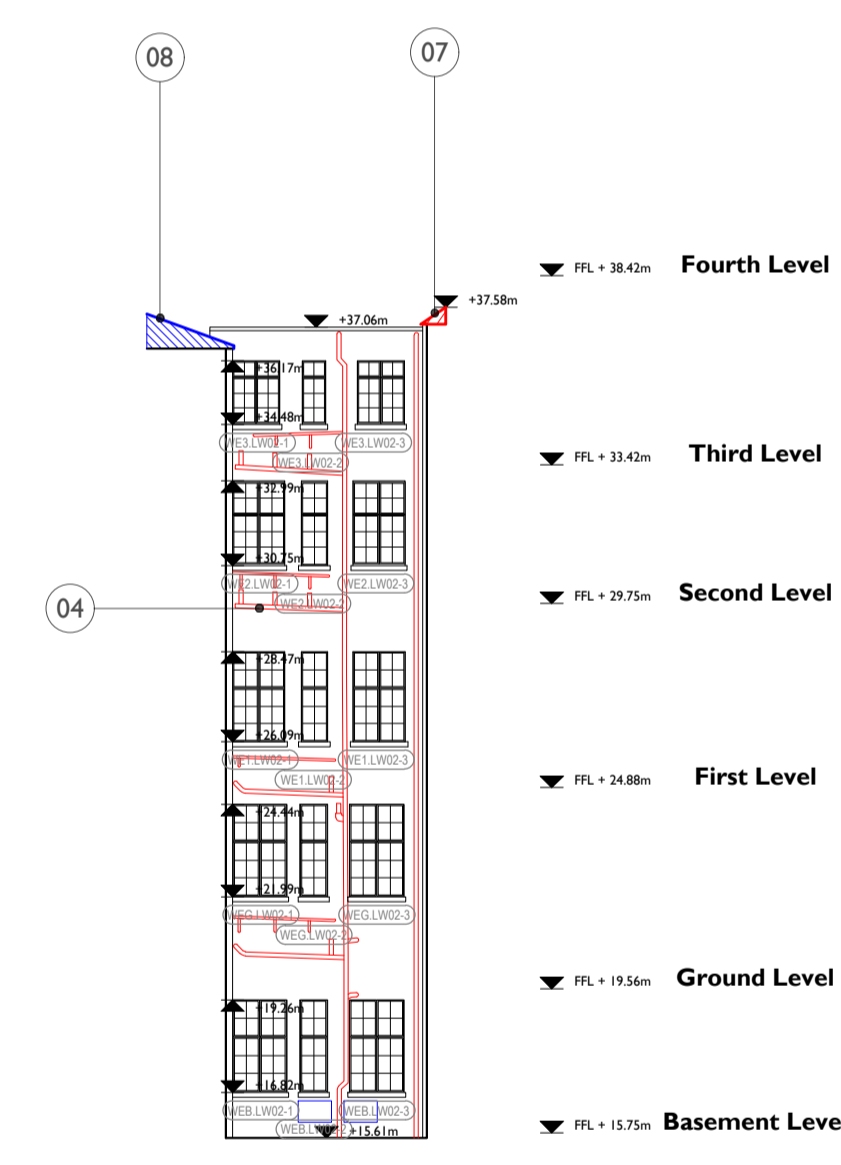 08
07
FFL + 38.42m Fourth Level
+37.58m
+37.06m
+36.17m
+34.48m
WE3.LW02-1
WE3.LW02-3
WE3.LW02-2
FFL + 33.42m Third Level
+32.99m
+30.75m
WE2.LW02-1
WE2.LW02-3
WE2.LW02-2
04
FFL + 29.75m Second Level
+28.47m
+26.09m
WE1.LW02-1
WE1.LW02-3
WE1.LW02-2
FFL + 24.88m First Level
+24.44m
+21.99m
WEG.LW02-1
WEG.LW02-3
WEG.LW02-2
FFL + 19.56m Ground Level
+19.26m
+16.82m
WEB.LW02-1
WEB.LW02-3
WEB.LW02-2
+15.61m
FFL + 15.75m Basement Leve